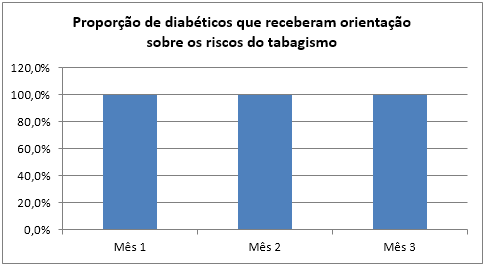 Proporção de diabéticos que receberam orientação
sobre os riscos do tabagismo
120,0%
100,0%
80,0%
60,0%
40,0%
20,0%
0,0%
Mês 1
Mês 2
Mês 3